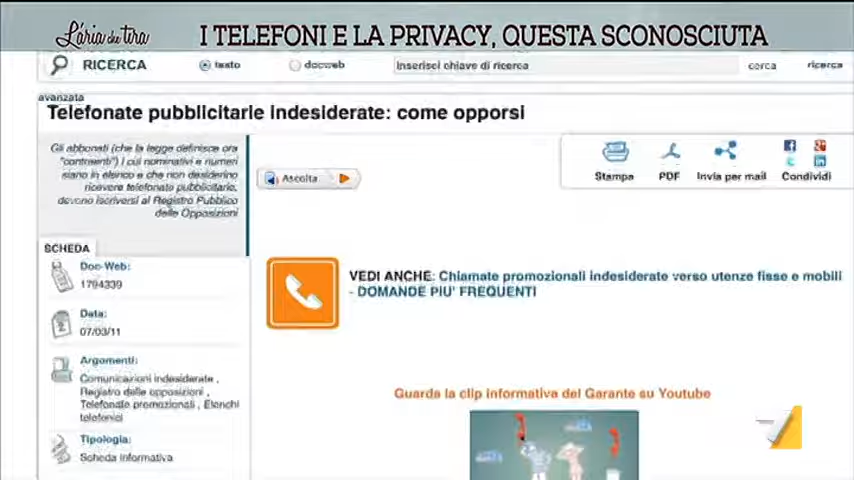 L'aria che tira
I TELEFONI E LA PRIVACY, QUESTA SCONOSCIUTA
RICERCA
testo
docweb
Inserisci chiave di ricerca
cerca
ricerca
avanzata
Telefonate pubblicitarie indesiderate: come opporsi
Gli abbonati (che la legge definisce ora
"contraenti") i cui nominativi e numeri
siano in elenco e che non desiderino
ricevere telefonate pubblicitarie,
devono iscriversi al Registro Pubblico
delle Opposizioni
Ascolta
Stampa
PDF
Invia per mail
Condividi
SCHEDA
Doc-Web:
1794339
Data:
07/03/11
Argomenti:
Comunicazioni indesiderate ,
Registro delle opposizioni ,
Telefonate promozionali , Elenchi
telefonici
Tipologia:
Scheda informativa
VEDI ANCHE: Chiamate promozionali indesiderate verso utenze fisse e mobili
- DOMANDE PIU' FREQUENTI
Guarda la clip informativa del Garante su Youtube